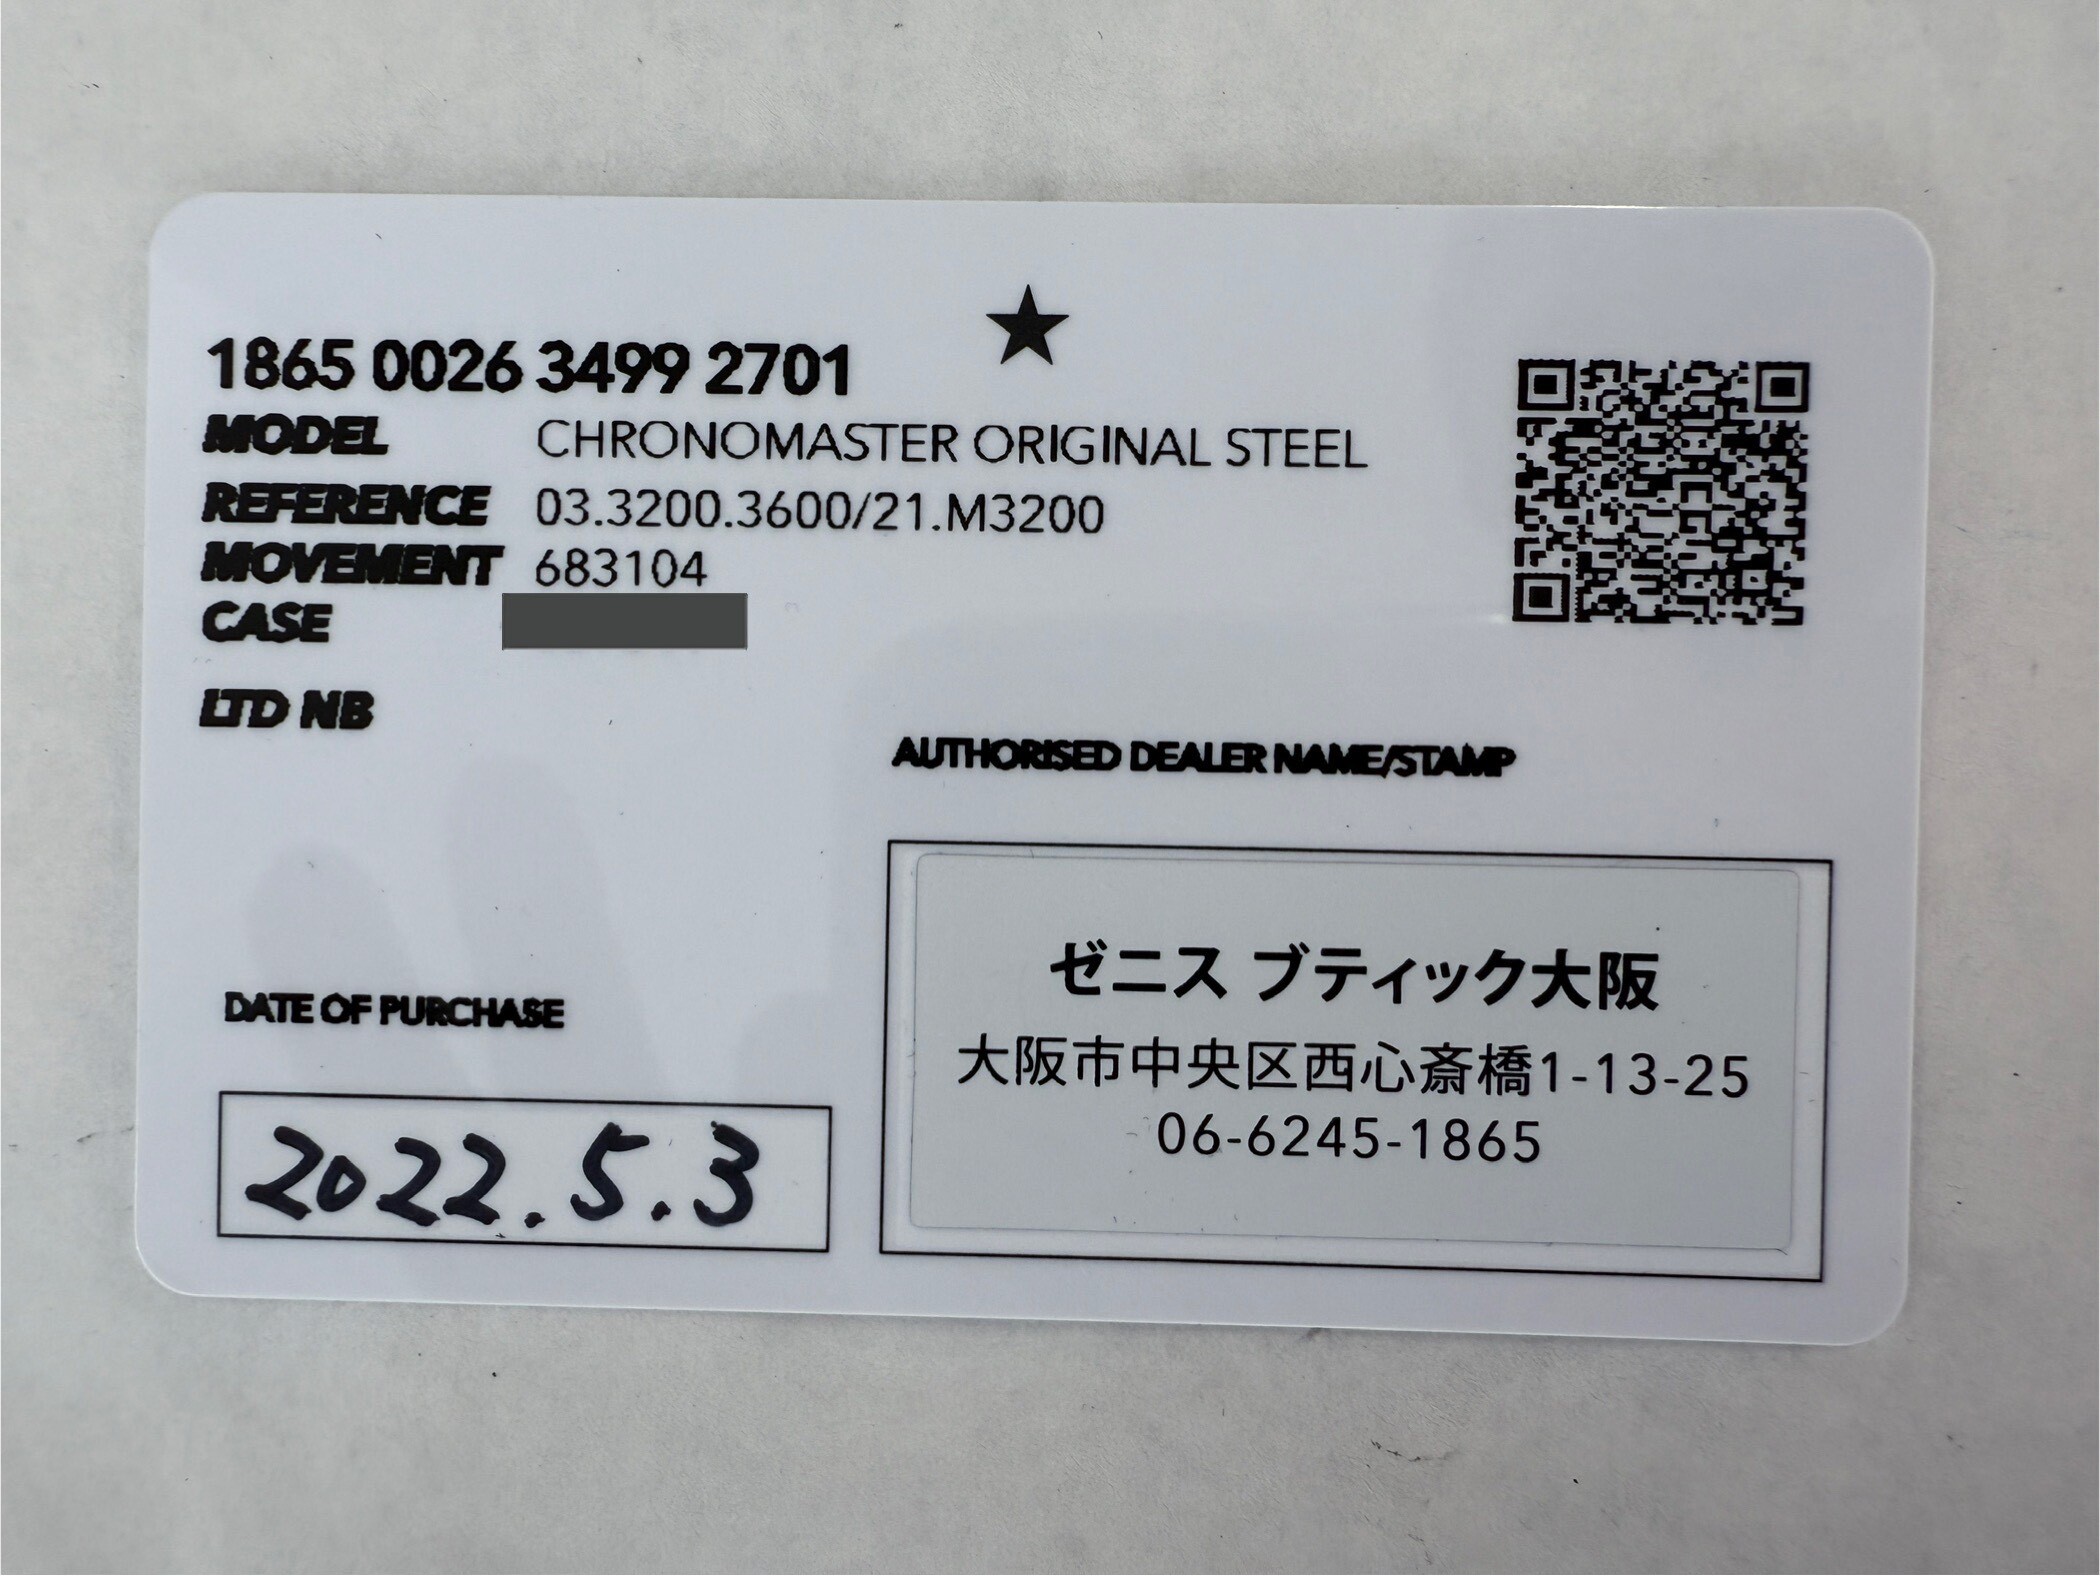 1865 0026 3499 2701
MODEL CHRONOMASTER ORIGINAL STEEL
REFERENCE 03.3200.3600/21.M3200
MOVEMENT 683104
CASE
LTD NB
AUTHORISED DEALER NAME/STAMP
ゼニス ブティック大阪
大阪市中央区西心斎橋1-13-25
06-6245-1865
DATE OF PURCHASE
2022.5.3